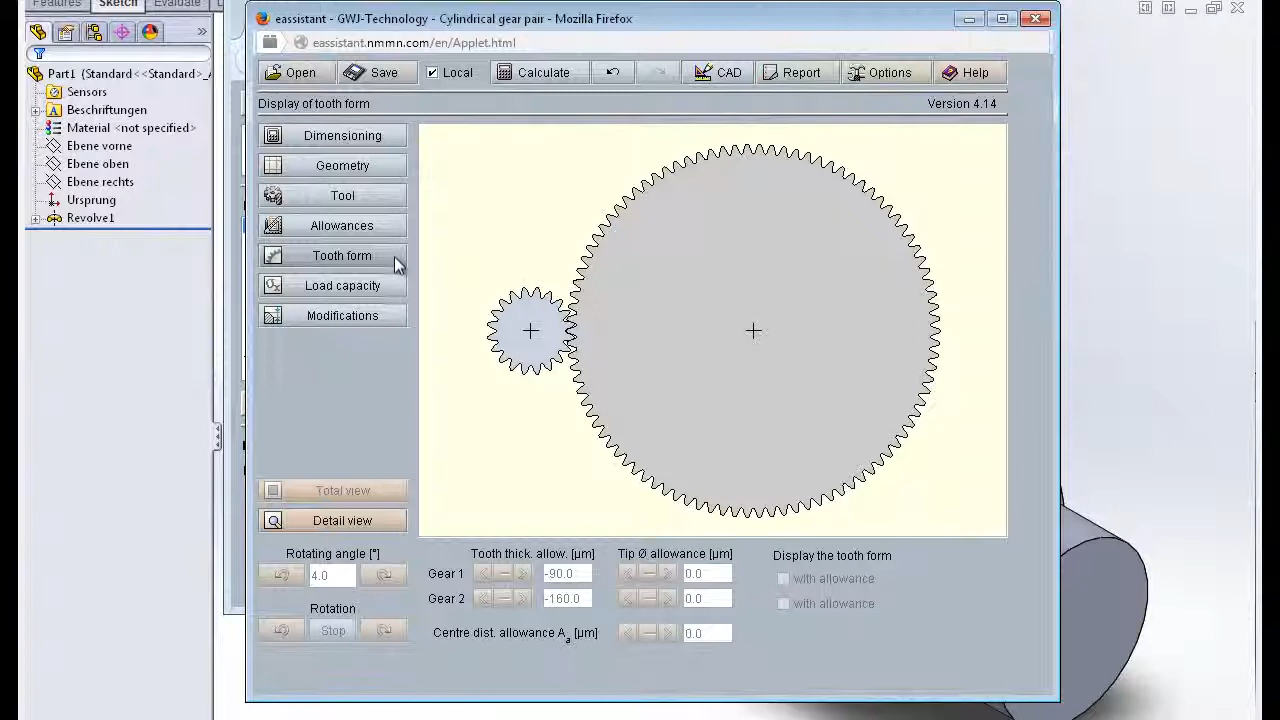 Features
Sketch
Evaluate
eassistant - GWJ-Technology - Cylindrical gear pair - Mozilla Firefox
eassistant.nmmn.com/en/Applet.html
Open
Save
Local
Calculate
CAD
Report
Options
Help
Display of tooth form
Version 4.14
Part1 (Standard<<Standard>_
Sensors
Beschriftungen
Material <not specified>
Ebene vorne
Ebene oben
Ebene rechts
Ursprung
Revolve1
Dimensioning
Geometry
Tool
Allowances
Tooth form
Load capacity
Modifications
Total view
Detail view
Rotating angle [°]
4.0
Rotation
Stop
Tooth thick. allow. [µm]
Tip Ø allowance [µm]
Display the tooth form
Gear 1
-90.0
0.0
with allowance
Gear 2
-160.0
0.0
with allowance
Centre dist. allowance Aa [µm]
0.0